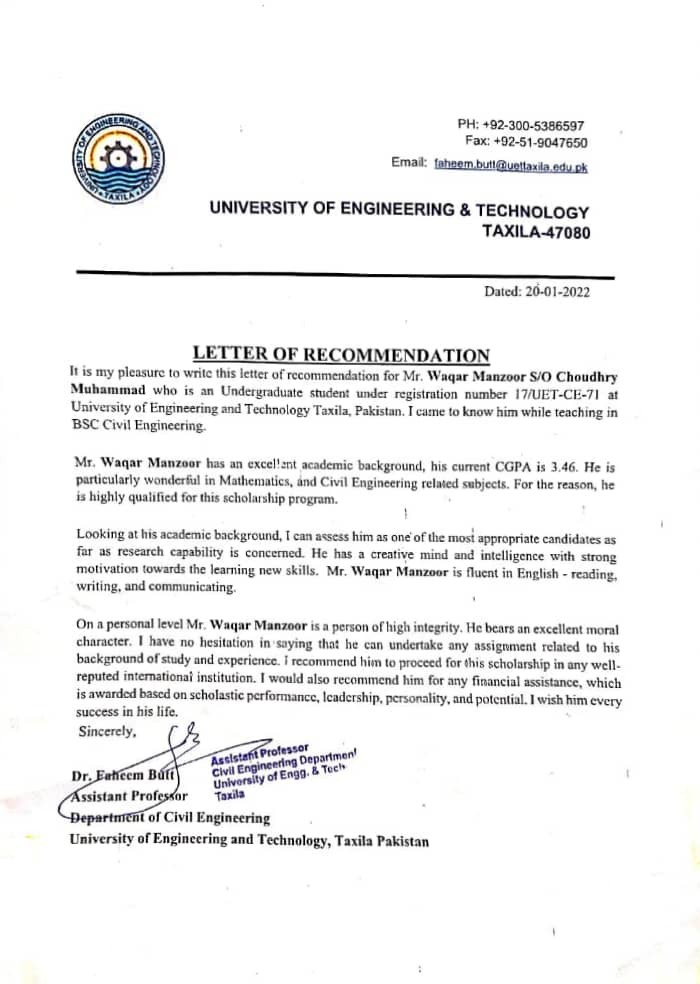 UNIVERSITY OF ENGINEERING AND TECHNOLOGY
TAXILA
PH: +92-300-5386597
Fax: +92-51-9047650
Email: faheem.butt@uettaxila.edu.pk
UNIVERSITY OF ENGINEERING & TECHNOLOGY
TAXILA-47080
Dated: 20-01-2022
LETTER OF RECOMMENDATION
It is my pleasure to write this letter of recommendation for Mr. Waqar Manzoor S/O Choudhry
Muhammad who is an Undergraduate student under registration number 17/UET-CE-71 at
University of Engineering and Technology Taxila, Pakistan. I came to know him while teaching in
BSC Civil Engineering.
Mr. Waqar Manzoor has an excellent academic background, his current CGPA is 3.46. He is
particularly wonderful in Mathematics, and Civil Engineering related subjects. For the reason, he
is highly qualified for this scholarship program.
Looking at his academic background, I can assess him as one of the most appropriate candidates as
far as research capability is concerned. He has a creative mind and intelligence with strong
motivation towards the learning new skills. Mr. Waqar Manzoor is fluent in English - reading,
writing, and communicating.
On a personal level Mr. Waqar Manzoor is a person of high integrity. He bears an excellent moral
character. I have no hesitation in saying that he can undertake any assignment related to his
background of study and experience. I recommend him to proceed for this scholarship in any well-
reputed international institution. I would also recommend him for any financial assistance, which
is awarded based on scholastic performance, leadership, personality, and potential. I wish him every
success in his life.
Sincerely,
Assistant Professor
Civil Engineering Department
University of Engg. & Tech
Taxila
Dr. Faheem Butt
Assistant Professor
Department of Civil Engineering
University of Engineering and Technology, Taxila Pakistan